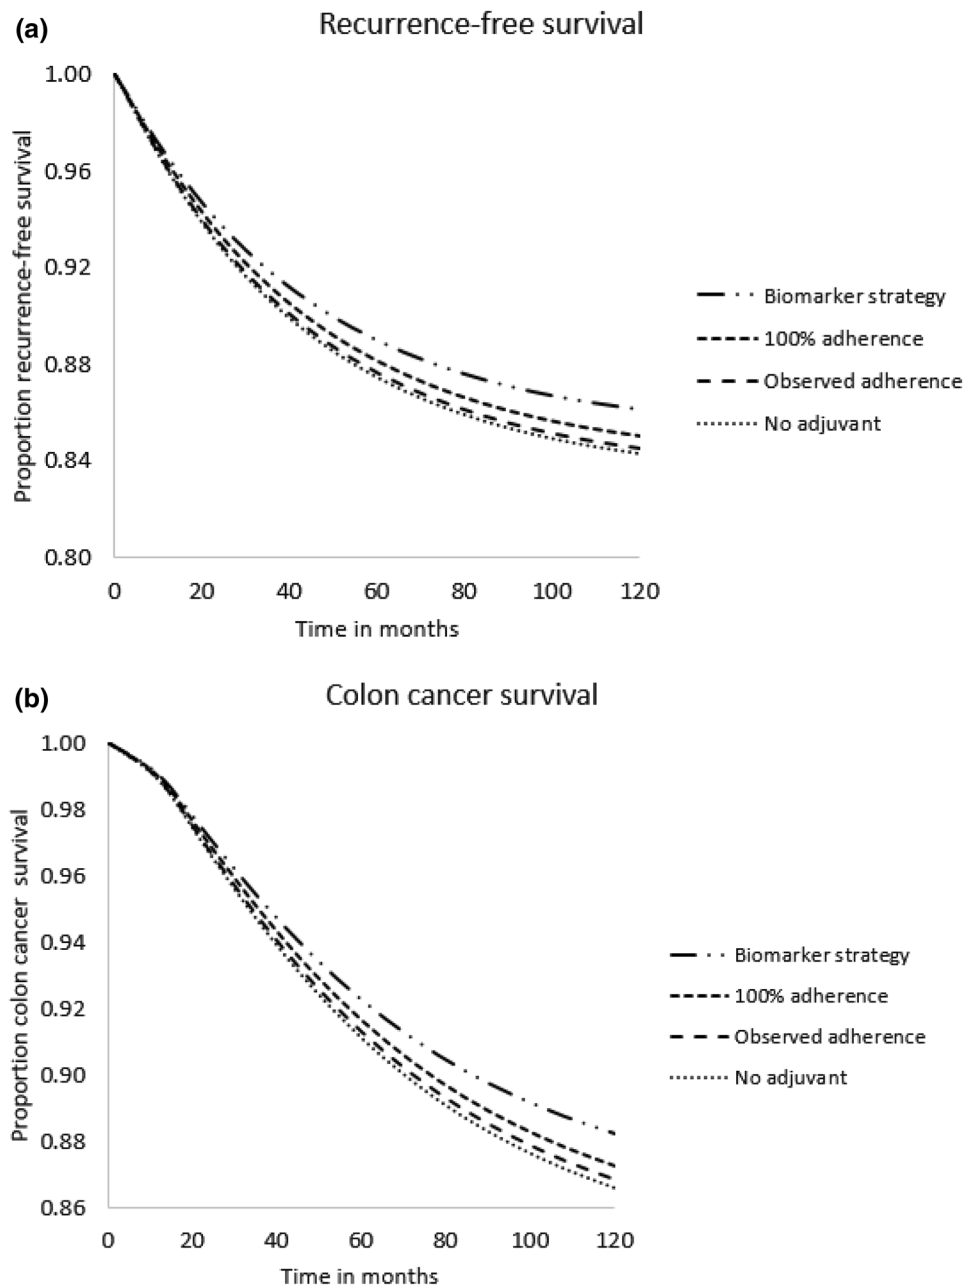 (a)
Recurrence-free survival
Proportion recurrence-free survival
1.00
0.96
0.92
0.88
0.84
0.80
0 20 40 60 80 100 120
Time in months
Biomarker strategy
100% adherence
Observed adherence
No adjuvant
(b)
Colon cancer survival
Proportion colon cancer survival
1.00
0.98
0.96
0.94
0.92
0.90
0.88
0.86
0 20 40 60 80 100 120
Time in months
Biomarker strategy
100% adherence
Observed adherence
No adjuvant